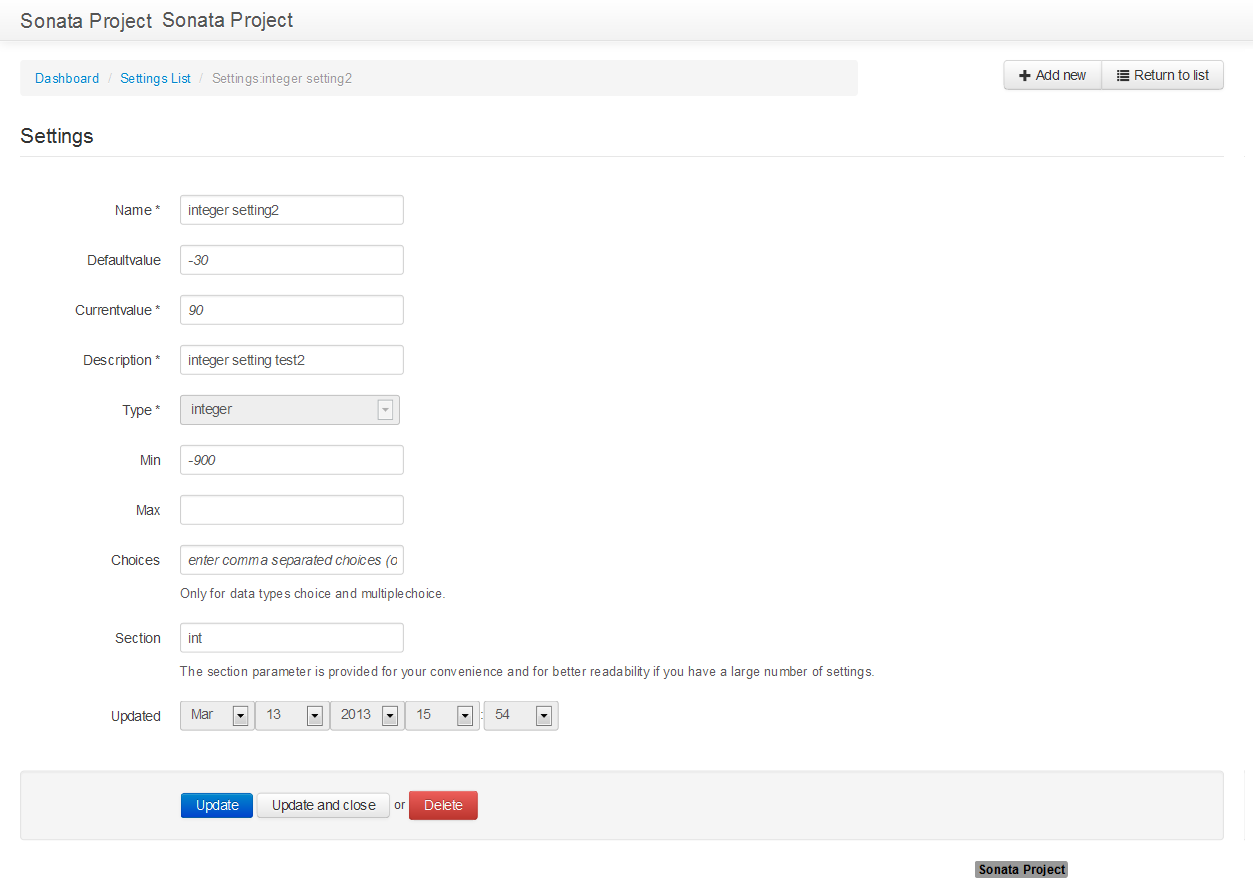 Sonata Project Sonata Project
Dashboard / Settings List / Settings:integer setting2
Add new Return to list
Settings
Name * integer setting2
Defaultvalue -30
Currentvalue * 90
Description * integer setting test2
Type * integer
Min -900
Max
Choices enter comma separated choices (o
Only for data types choice and multiplechoice.
Section int
The section parameter is provided for your convenience and for better readability if you have a large number of settings.
Updated Mar 13 2013 15 : 54
Update Update and close or Delete
Sonata Project